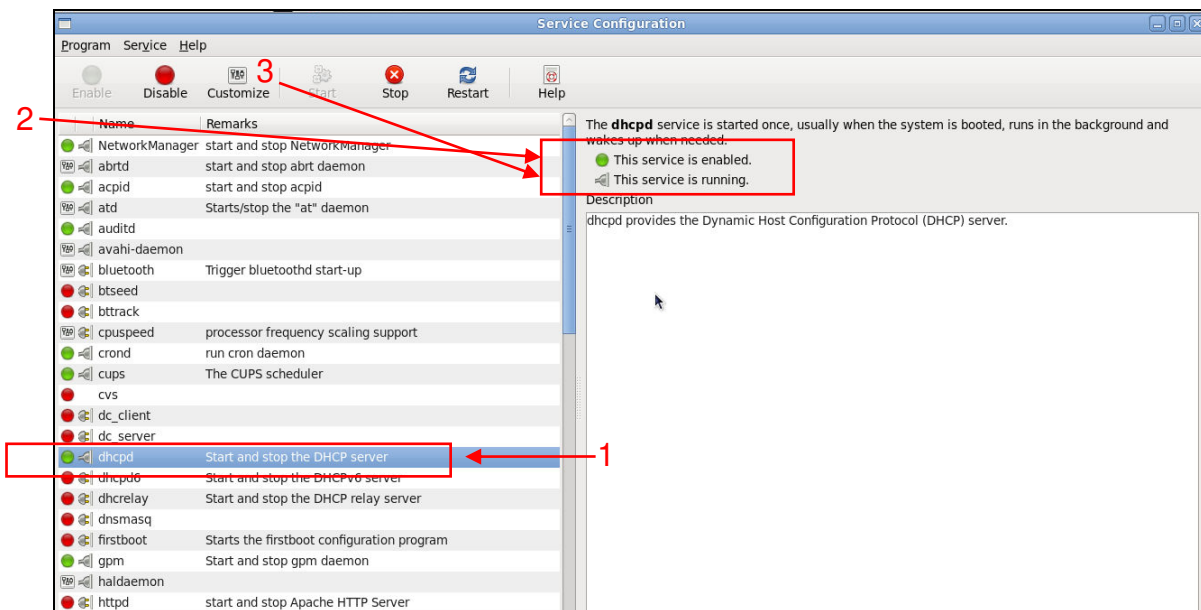 Service Configuration
Program Service Help
Enable Disable Customize Start Stop Restart Help
3
2
1
Name Remarks
NetworkManager start and stop NetworkManager
abrtd start and stop abrt daemon
acpid start and stop acpid
atd Starts/stop the "at" daemon
auditd
avahi-daemon
bluetooth Trigger bluetoothd start-up
btseed
bttrack
cpuspeed processor frequency scaling support
crond run cron daemon
cups The CUPS scheduler
cvs
dc_client
dc_server
dhcpd Start and stop the DHCP server
dhcpd6 Start and stop the DHCPv6 server
dhcrelay Start and stop the DHCP relay server
dnsmasq
firstboot Starts the firstboot configuration program
gpm Start and stop gpm daemon
haldaemon
httpd start and stop Apache HTTP Server
The dhcpd service is started once, usually when the system is booted, runs in the background and
wakes up when needed.
This service is enabled.
This service is running.
Description
dhcpd provides the Dynamic Host Configuration Protocol (DHCP) server.